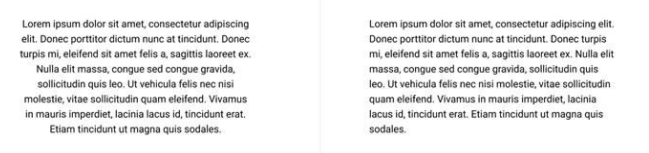 Lorem ipsum dolor sit amet, consectetur adipiscing
elit. Donec porttitor dictum nunc at tincidunt. Donec
turpis mi, eleifend sit amet felis a, sagittis laoreet ex.
Nulla elit massa, congue sed congue gravida,
sollicitudin quis leo. Ut vehicula felis nec nisi
molestie, vitae sollicitudin quam eleifend. Vivamus
in mauris imperdiet, lacinia lacus id, tincidunt erat.
Etiam tincidunt ut magna quis sodales.
Lorem ipsum dolor sit amet, consectetur adipiscing elit.
Donec porttitor dictum nunc at tincidunt. Donec turpis
mi, eleifend sit amet felis a, sagittis laoreet ex. Nulla elit
massa, congue sed congue gravida, sollicitudin quis
leo. Ut vehicula felis nec nisi molestie, vitae sollicitudin
quam eleifend. Vivamus in mauris imperdiet, lacinia
lacus id, tincidunt erat. Etiam tincidunt ut magna quis
sodales.